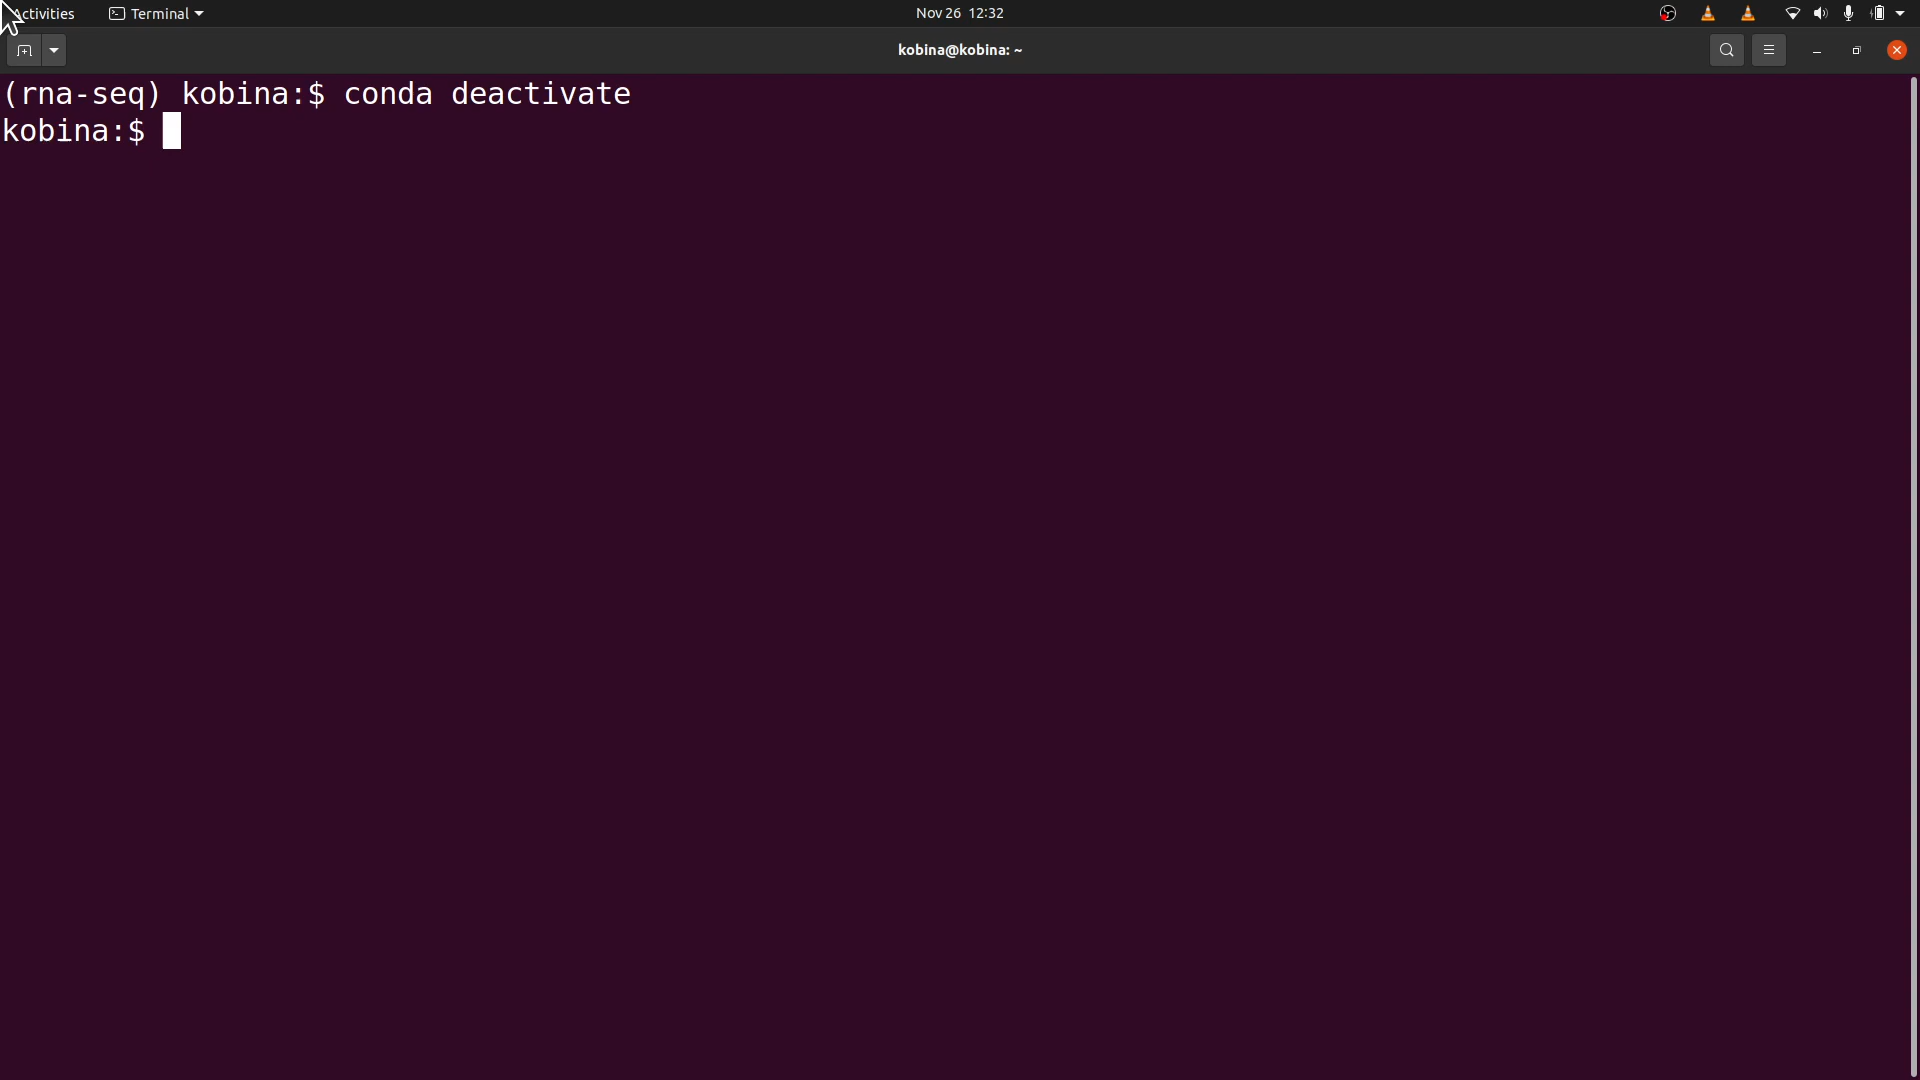 Activities Terminal Nov 26 12:32
kobina@kobina: ~
(rna-seq) kobina:$ conda deactivate
kobina:$